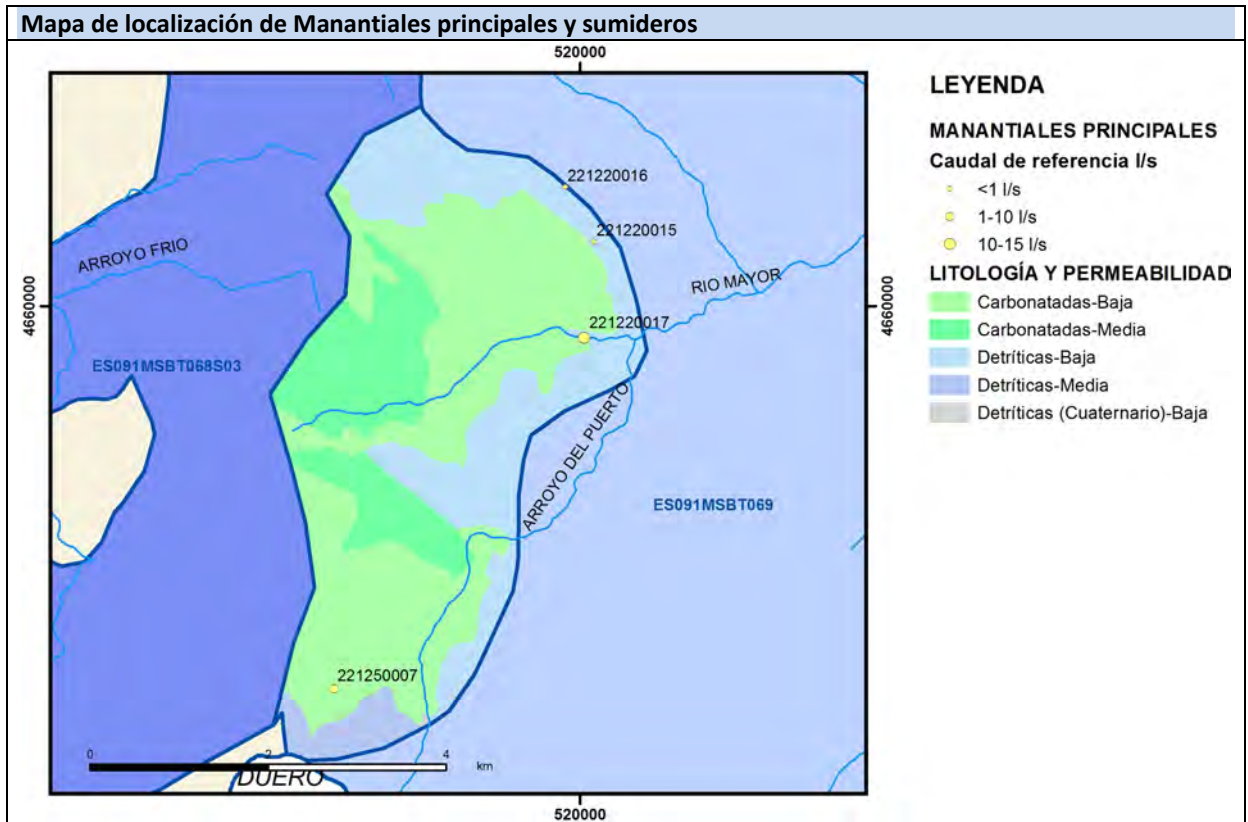 Mapa de localización de Manantiales principales y sumideros
520000
LEYENDA
MANANTIALES PRINCIPALES
Caudal de referencia l/s
<1 l/s
1-10 l/s
10-15 l/s
LITOLOGÍA Y PERMEABILIDAD
Carbonatadas-Baja
Carbonatadas-Media
Detríticas-Baja
Detríticas-Media
Detríticas (Cuaternario)-Baja
221220016
221220015
ARROYO FRIO
RIO MAYOR
4660000
4660000
221220017
ES091MSBT068S03
ARROYO DEL PUERTO
ES091MSBT069
221250007
0 2 4
km
DUERO
520000